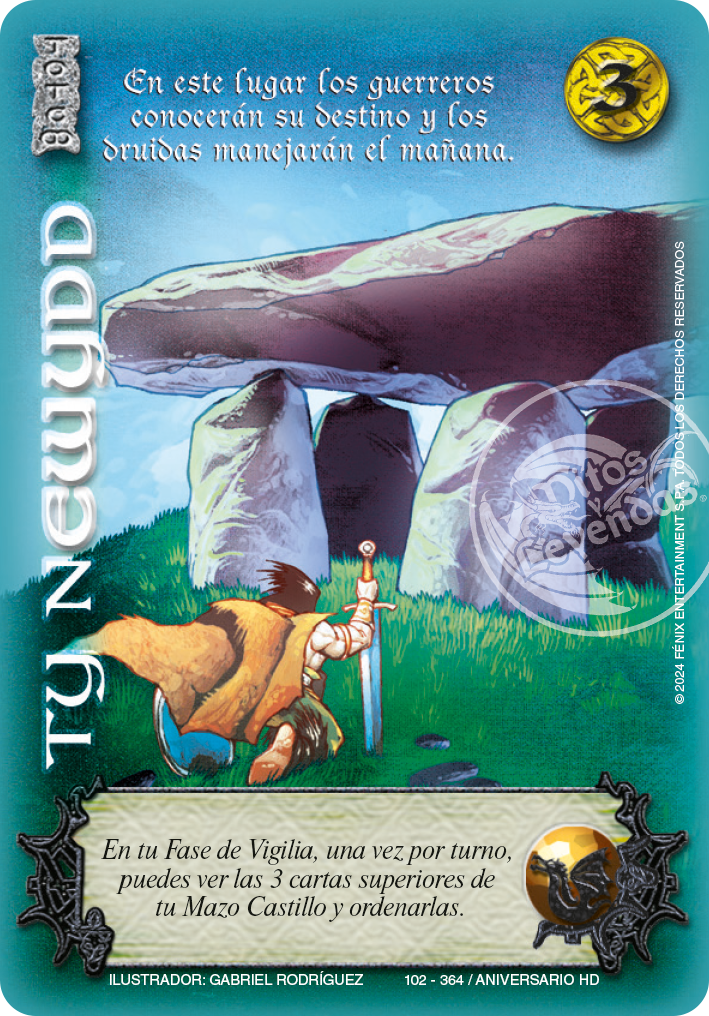 En este lugar los guerreros
conocerán su destino y los
druidas manejarán el mañana.
3
TY NEWYDD
Mitos
y
Leyendas
®
© 2024 FÉNIX ENTERTAINMENT S.P.A. TODOS LOS DERECHOS RESERVADOS
En tu Fase de Vigilia, una vez por turno,
puedes ver las 3 cartas superiores de
tu Mazo Castillo y ordenarlas.
ILUSTRADOR: GABRIEL RODRÍGUEZ
102 - 364 / ANIVERSARIO HD